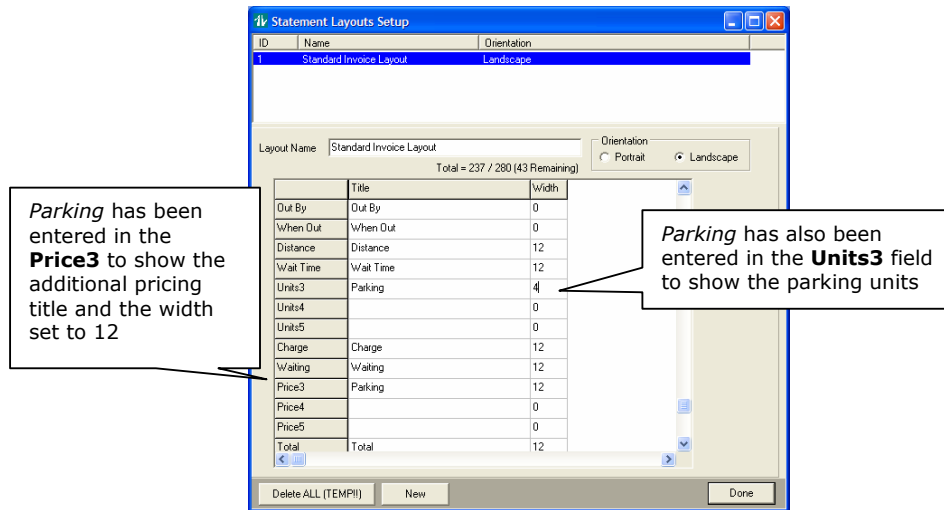 Statement Layouts Setup
ID Name Orientation
1 Standard Invoice Layout Landscape
Layout Name Standard Invoice Layout
Orientation
Portrait Landscape
Total = 237 / 280 (43 Remaining)
Title Width
Out By Out By 0
When Out When Out 0
Distance Distance 12
Wait Time Wait Time 12
Units3 Parking 4
Units4 0
Units5 0
Charge Charge 12
Waiting Waiting 12
Price3 Parking 12
Price4 0
Price5 0
Total Total 12
Delete ALL (TEMP!!) New Done
Parking has been
entered in the
Price3 to show the
additional pricing
title and the width
set to 12
Parking has also been
entered in the Units3 field
to show the parking units